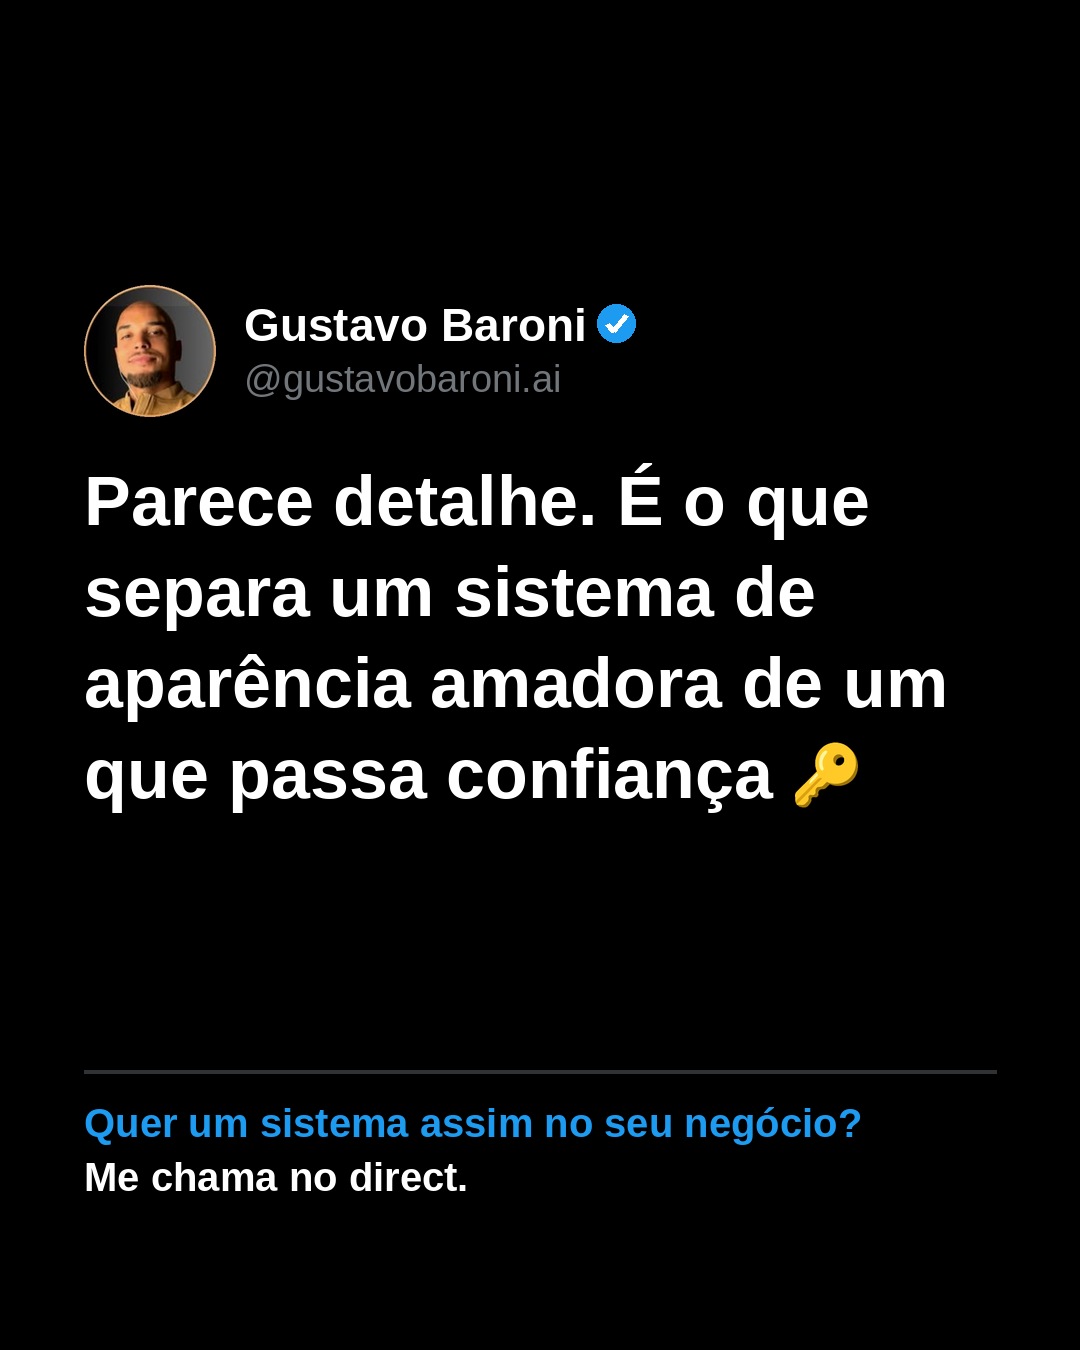 Gustavo Baroni
@gustavobaroni.ai
Parece detalhe. É o que
separa um sistema de
aparência amadora de um
que passa confiança 🔑
Quer um sistema assim no seu negócio?
Me chama no direct.